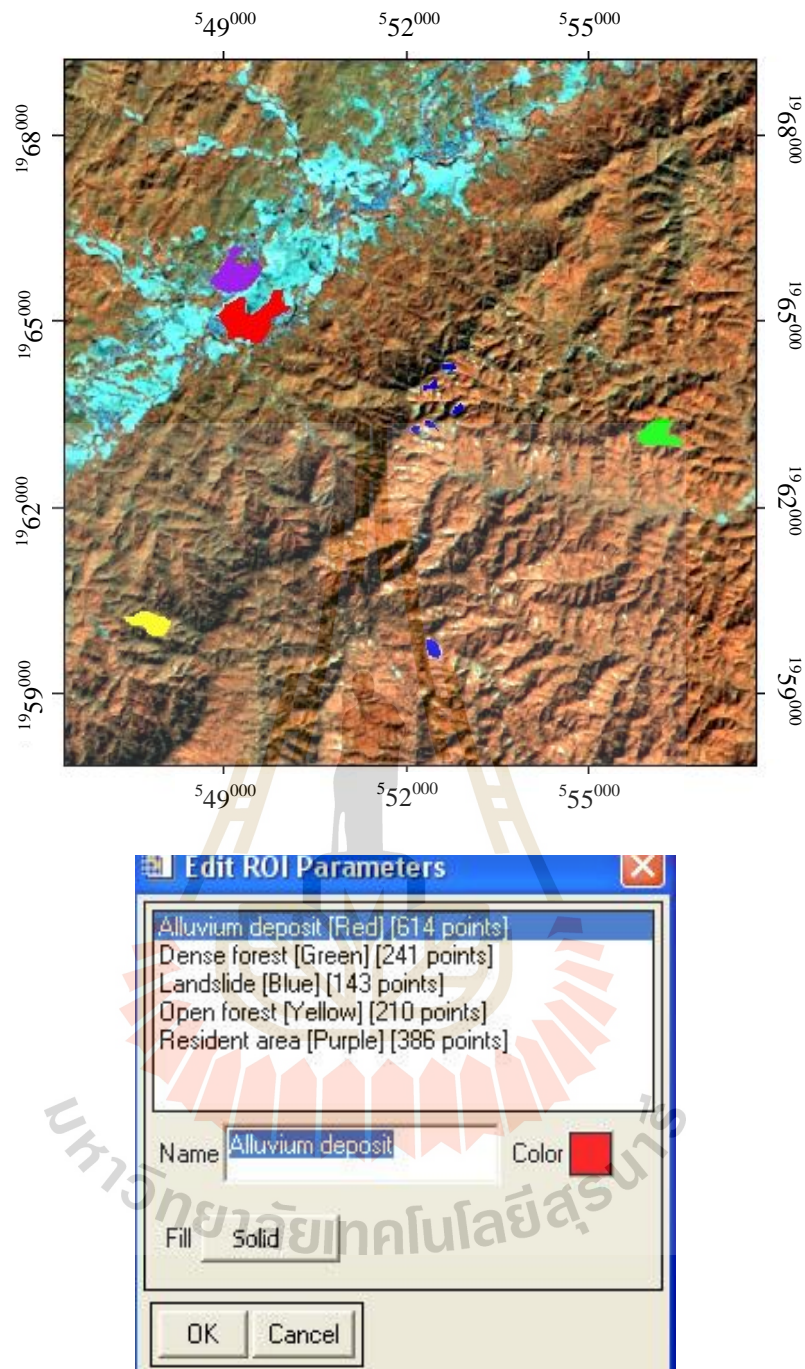 549000 552000 555000
1968000 1968000
1965000 1965000
1962000 1962000
1959000 1959000
549000 552000 555000
Edit ROI Parameters
Alluvium deposit [Red] [614 points]
Dense forest [Green] [241 points]
Landslide [Blue] [143 points]
Open forest [Yellow] [210 points]
Resident area [Purple] [386 points]
Name Alluvium deposit Color
Fill Solid
OK Cancel
มหาวิทยาลัยเทคโนโลยีสุรนารี